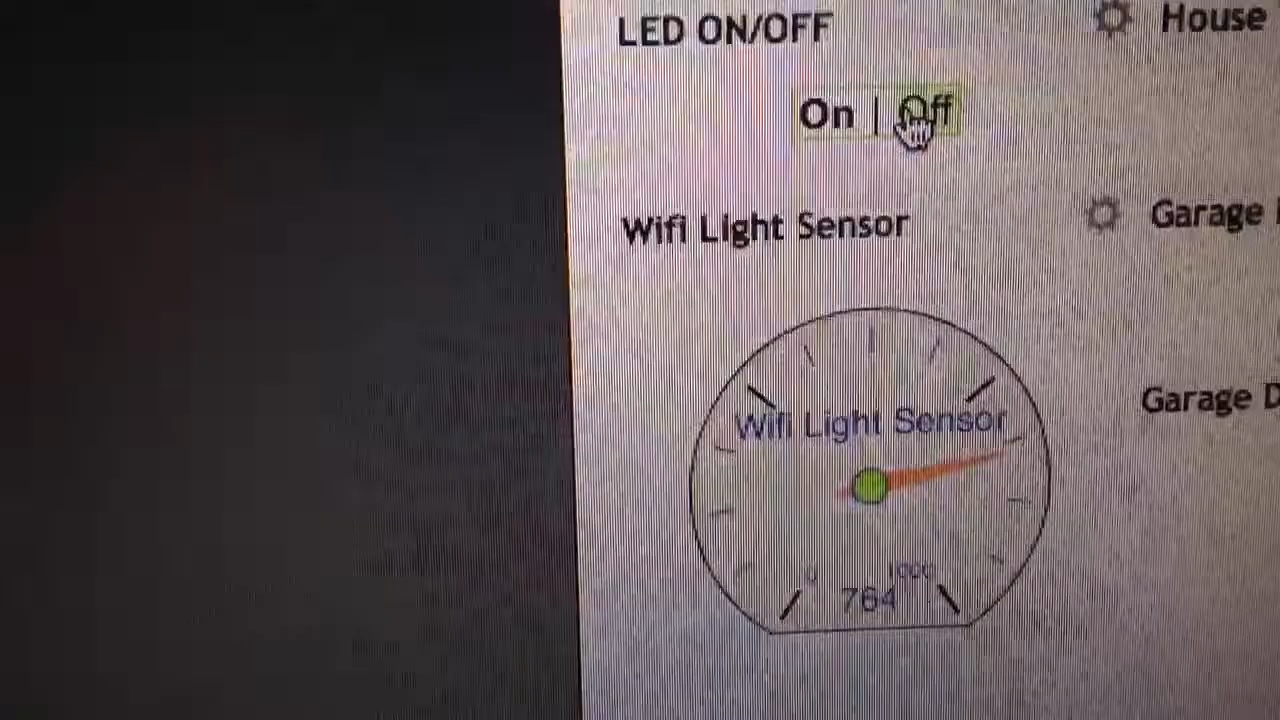 LED ON/OFF
House
On | Off
Wifi Light Sensor
Garage
Garage D
Wifi Light Sensor
0
1000
764